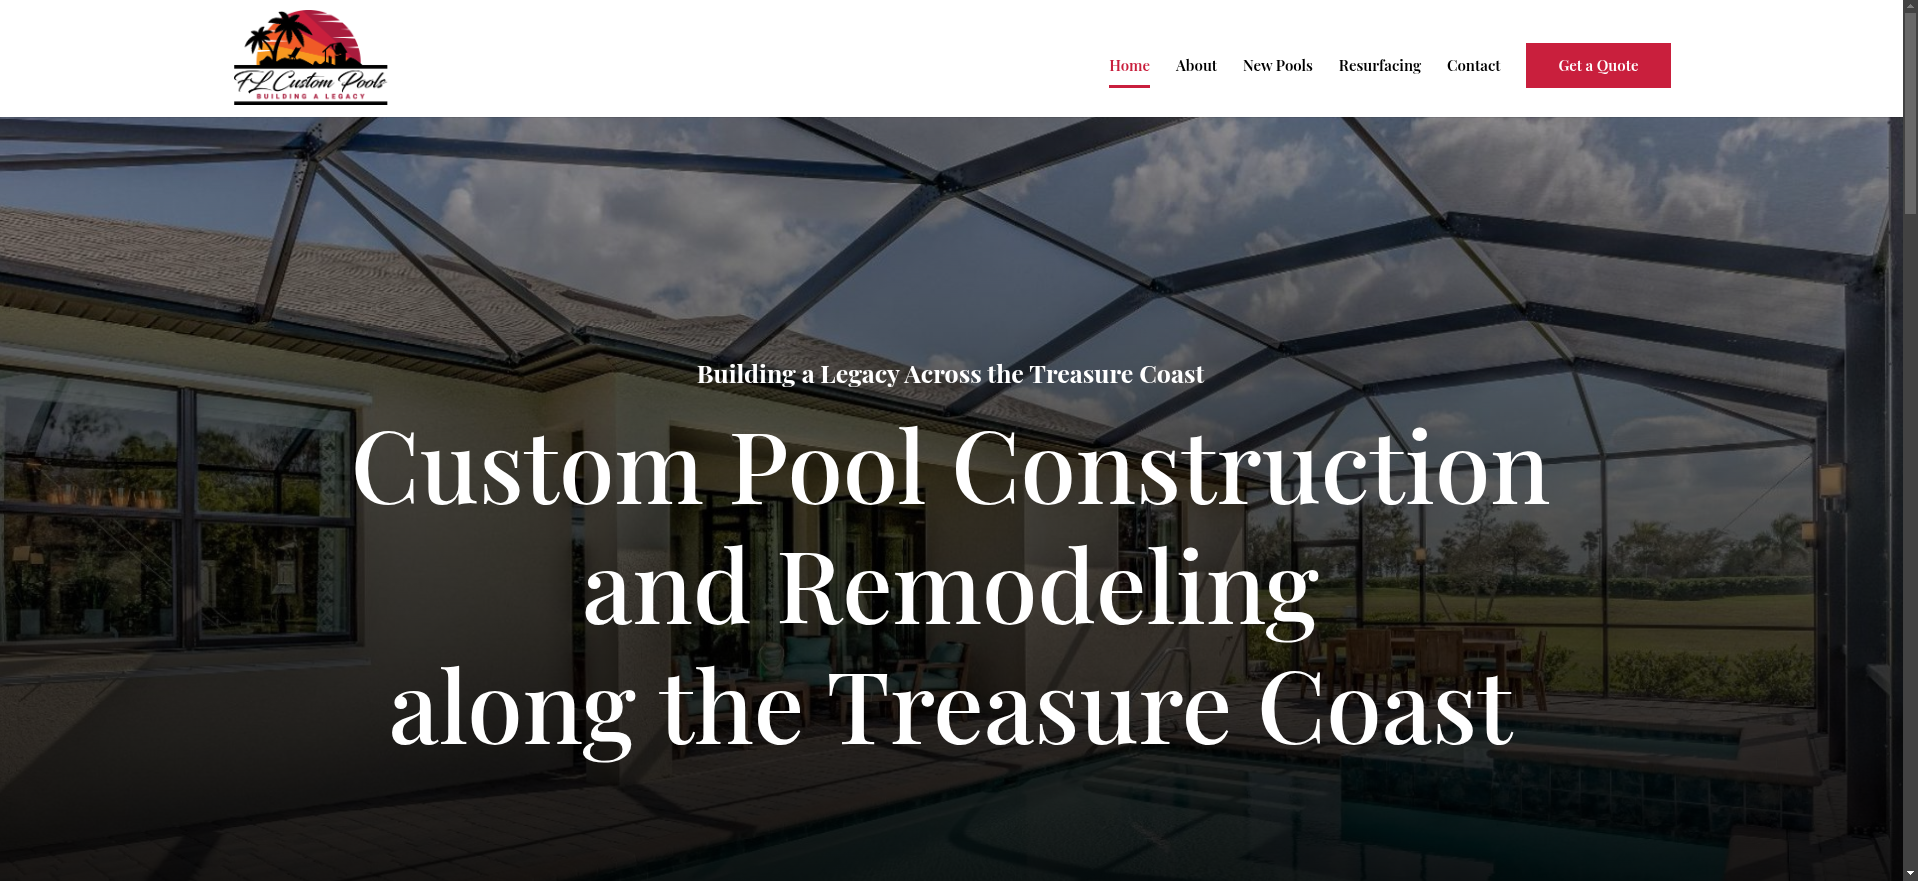 FL Custom Pools
BUILDING A LEGACY
Home About New Pools Resurfacing Contact Get a Quote
Building a Legacy Across the Treasure Coast
Custom Pool Construction
and Remodeling
along the Treasure Coast